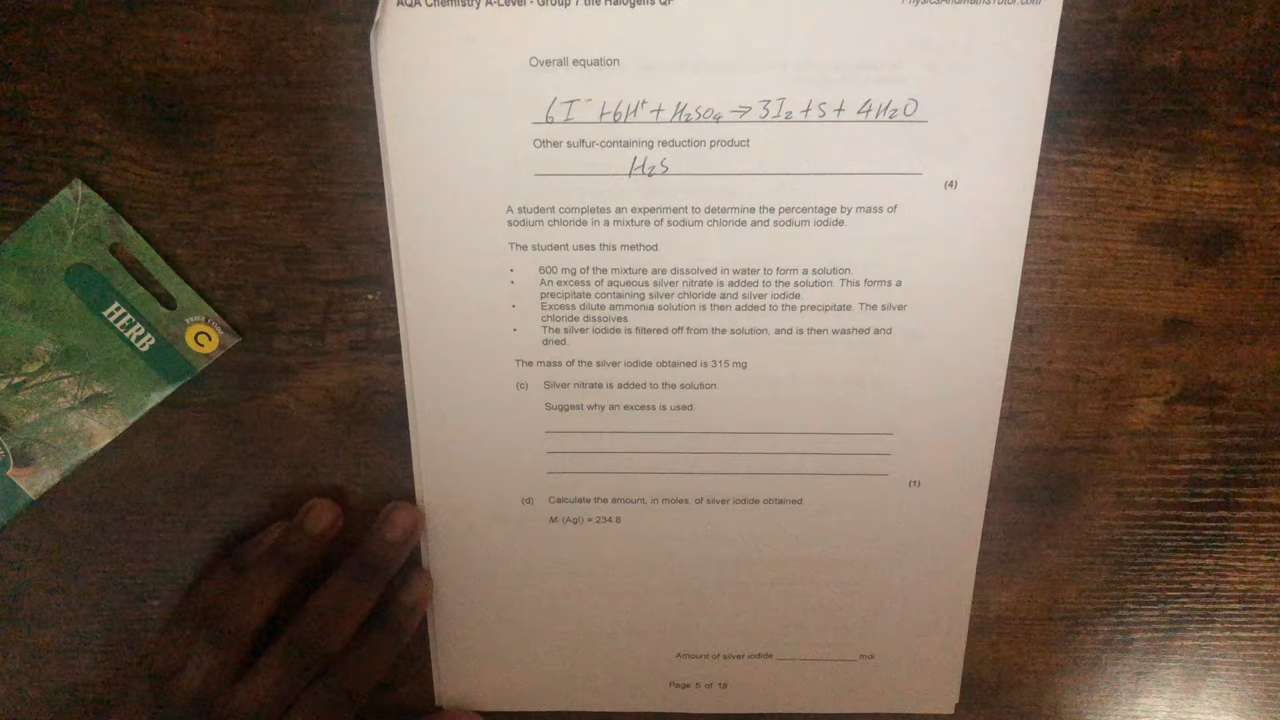 AQA Chemistry A-Level - Group 7 the Halogens QP
PhysicsAndMathsTutor.com
Overall equation
6I⁻ + 6H⁺ + H₂SO₄ → 3I₂ + S + 4H₂O
Other sulfur-containing reduction product
H₂S
(4)
A student completes an experiment to determine the percentage by mass of
sodium chloride in a mixture of sodium chloride and sodium iodide.
The student uses this method.
• 600 mg of the mixture are dissolved in water to form a solution.
• An excess of aqueous silver nitrate is added to the solution. This forms a
precipitate containing silver chloride and silver iodide.
• Excess dilute ammonia solution is then added to the precipitate. The silver
chloride dissolves.
• The silver iodide is filtered off from the solution, and is then washed and
dried.
The mass of the silver iodide obtained is 315 mg
(c) Silver nitrate is added to the solution.
Suggest why an excess is used.
(1)
(d) Calculate the amount, in moles, of silver iodide obtained.
Mᵣ (AgI) = 234.8
Amount of silver iodide ____________ mol
Page 5 of 18
HERB
PRICE CODE
C